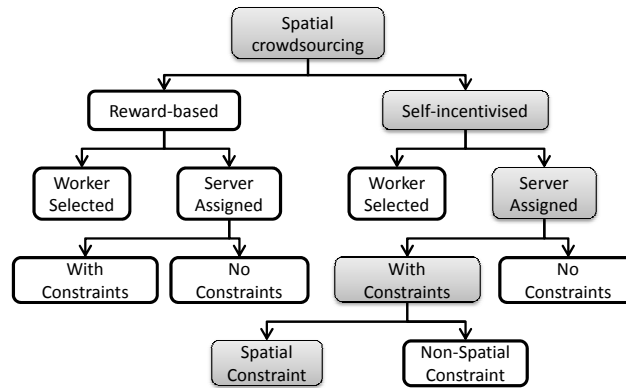 Spatial
crowdsourcing
Reward-based
Self-incentivised
Worker
Selected
Server
Assigned
Worker
Selected
Server
Assigned
With
Constraints
No
Constraints
With
Constraints
No
Constraints
Spatial
Constraint
Non-Spatial
Constraint